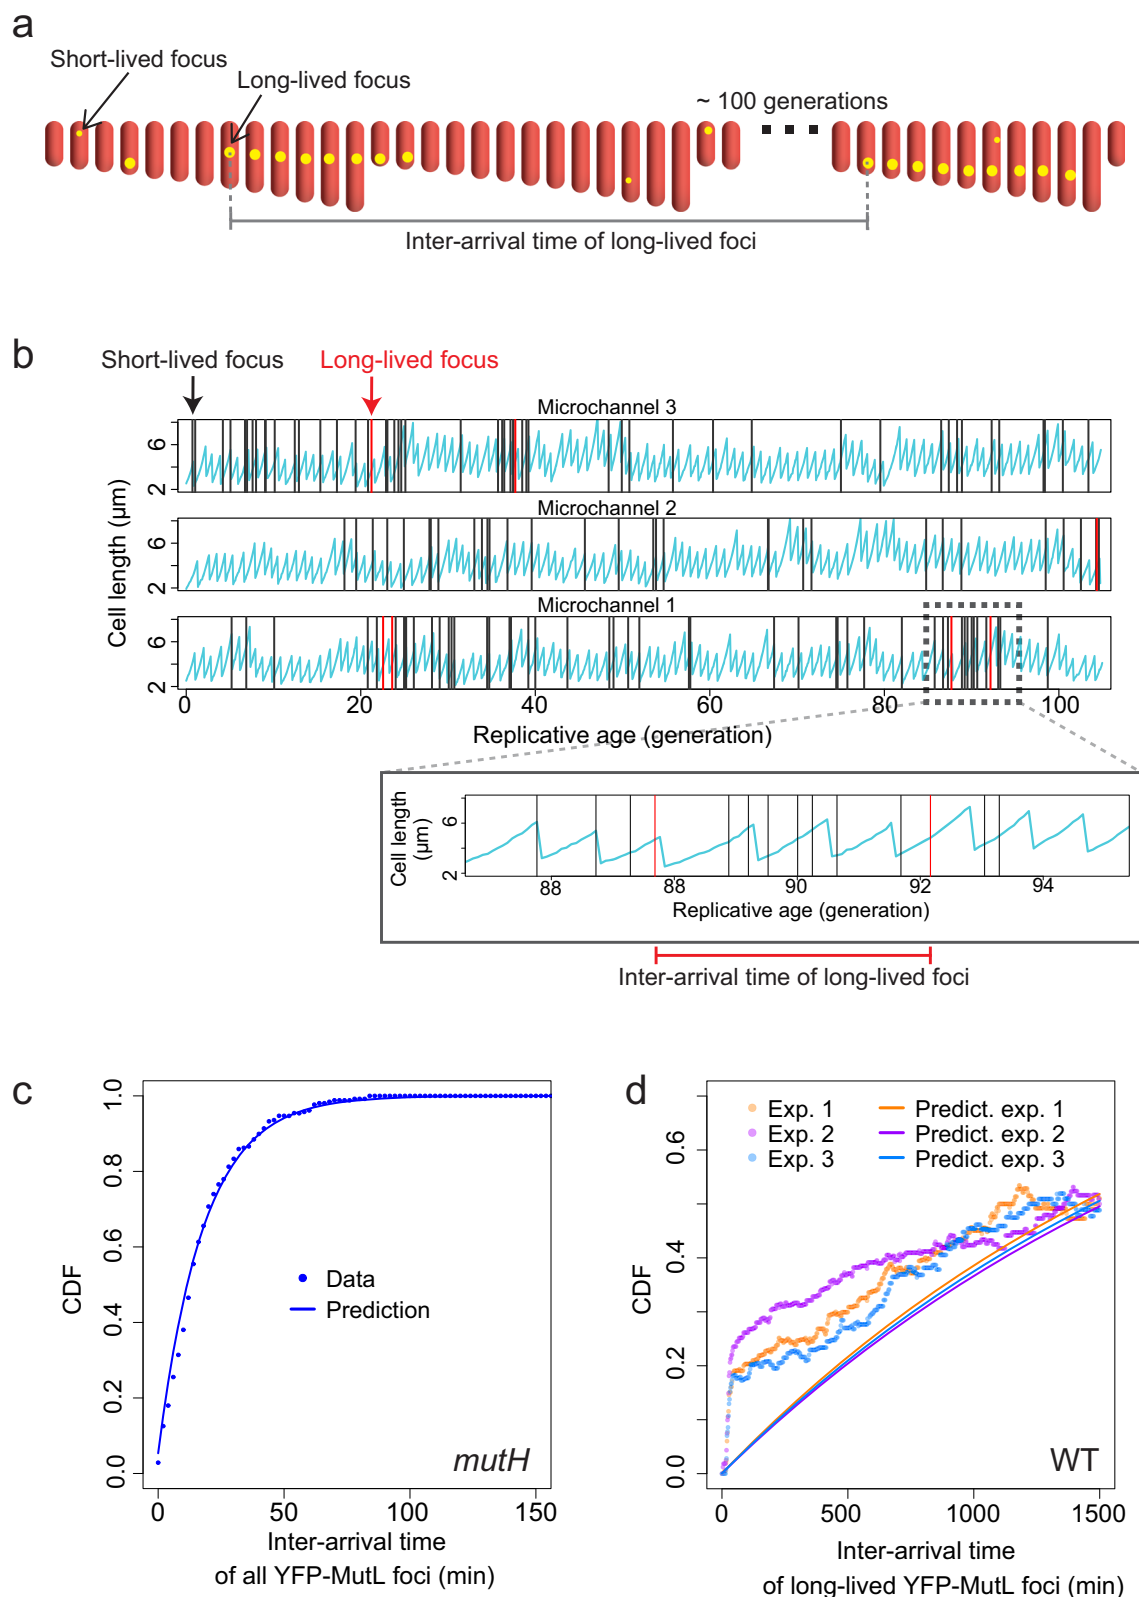 a
Short-lived focus
Long-lived focus
~ 100 generations
Inter-arrival time of long-lived foci
b
Short-lived focus
Long-lived focus
Microchannel 3
6
2
Microchannel 2
6
2
Microchannel 1
6
2
Cell length (µm)
0 20 40 60 80 100
Replicative age (generation)
6
2
Cell length
(µm)
88 88 90 92 94
Replicative age (generation)
Inter-arrival time of long-lived foci
c
1.0
0.8
0.6
0.4
0.2
0.0
CDF
Data
Prediction
mutH
0 50 100 150
Inter-arrival time
of all YFP-MutL foci (min)
d
Exp. 1 Predict. exp. 1
Exp. 2 Predict. exp. 2
Exp. 3 Predict. exp. 3
0.6
0.4
0.2
0.0
CDF
WT
0 500 1000 1500
Inter-arrival time
of long-lived YFP-MutL foci (min)